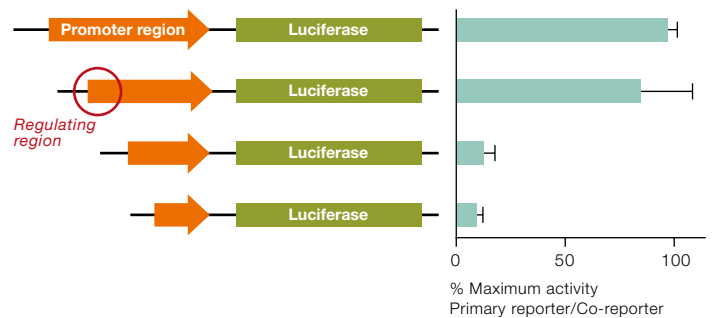 Promoter region
Luciferase
Luciferase
Regulating
region
Luciferase
Luciferase
0
50
100
% Maximum activity
Primary reporter/Co-reporter